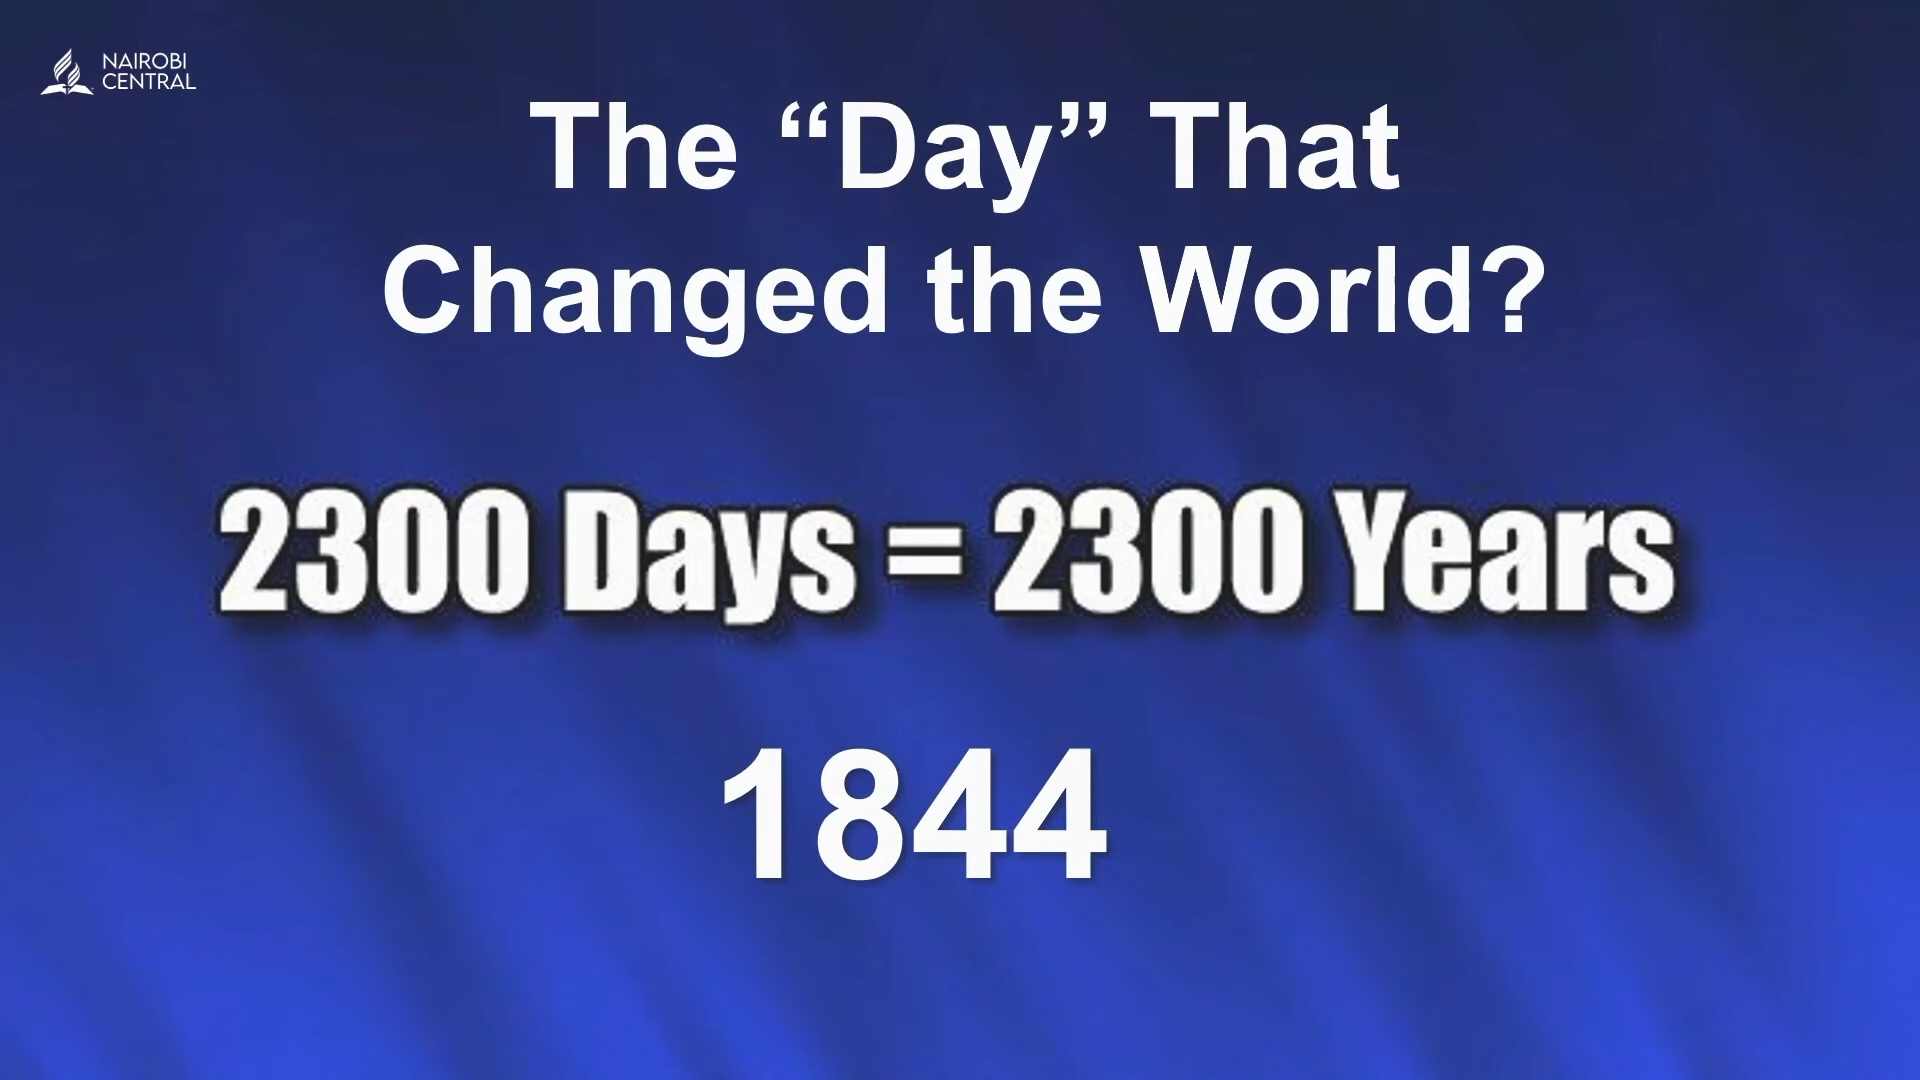 NAIROBI
CENTRAL
The “Day” That
Changed the World?
2300 Days = 2300 Years
1844